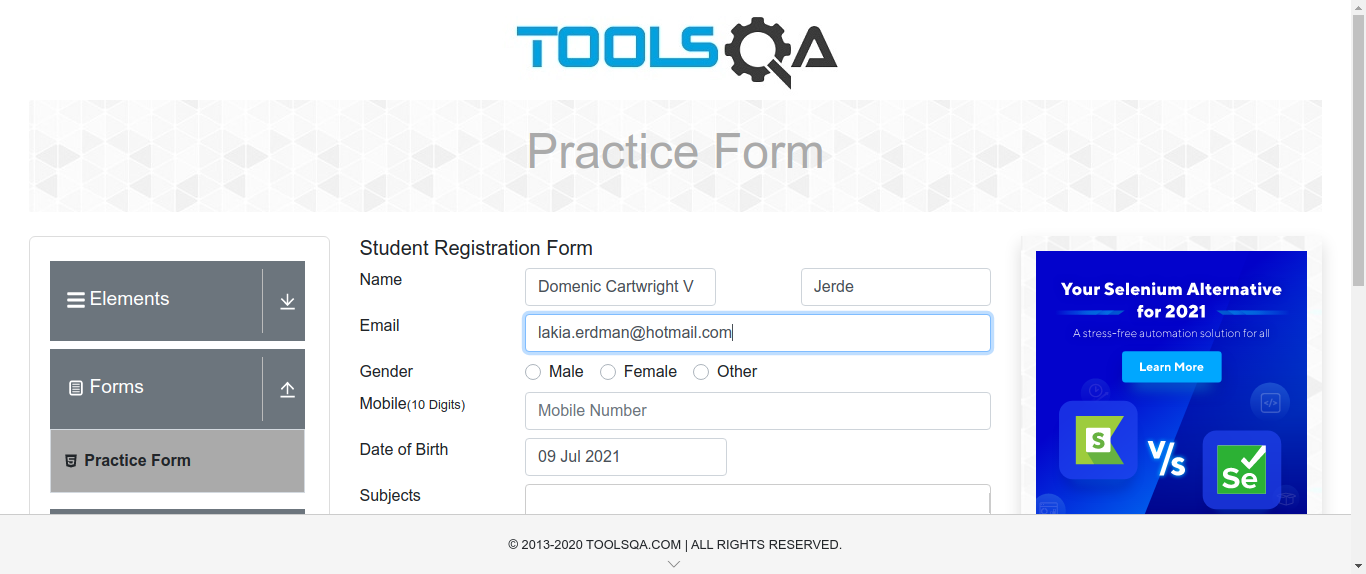 TOOLSQA
Practice Form
Elements
Forms
Practice Form
Student Registration Form
Name
Domenic Cartwright V
Jerde
Email
lakia.erdman@hotmail.com
Gender
Male
Female
Other
Mobile(10 Digits)
Mobile Number
Date of Birth
09 Jul 2021
Subjects
Your Selenium Alternative
for 2021
A stress-free automation solution for all
Learn More
S
V/s
Se
© 2013-2020 TOOLSQA.COM | ALL RIGHTS RESERVED.